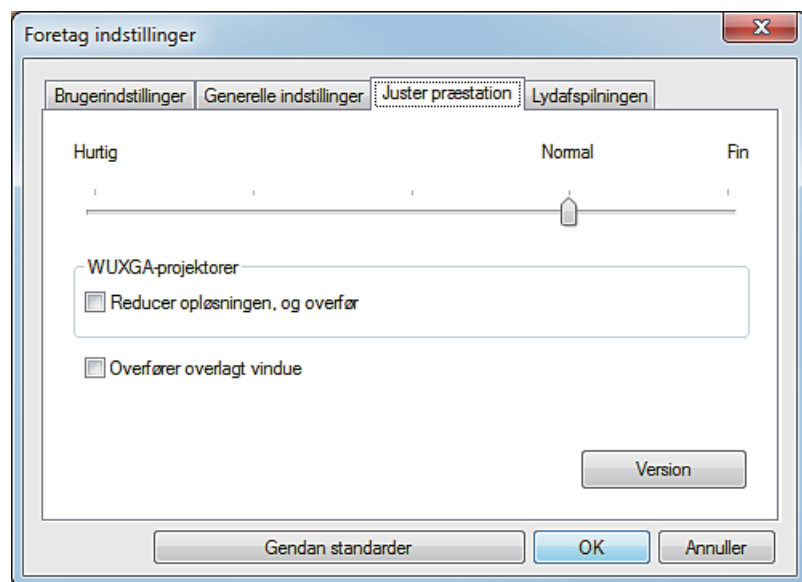 Foretag indstillinger
Brugerindstillinger Generelle indstillinger Juster præstation Lydafspilningen
Hurtig Normal Fin
WUXGA-projektorer
Reducer opløsningen, og overfør
Overfører overlagt vindue
Version
Gendan standarder OK Annuller